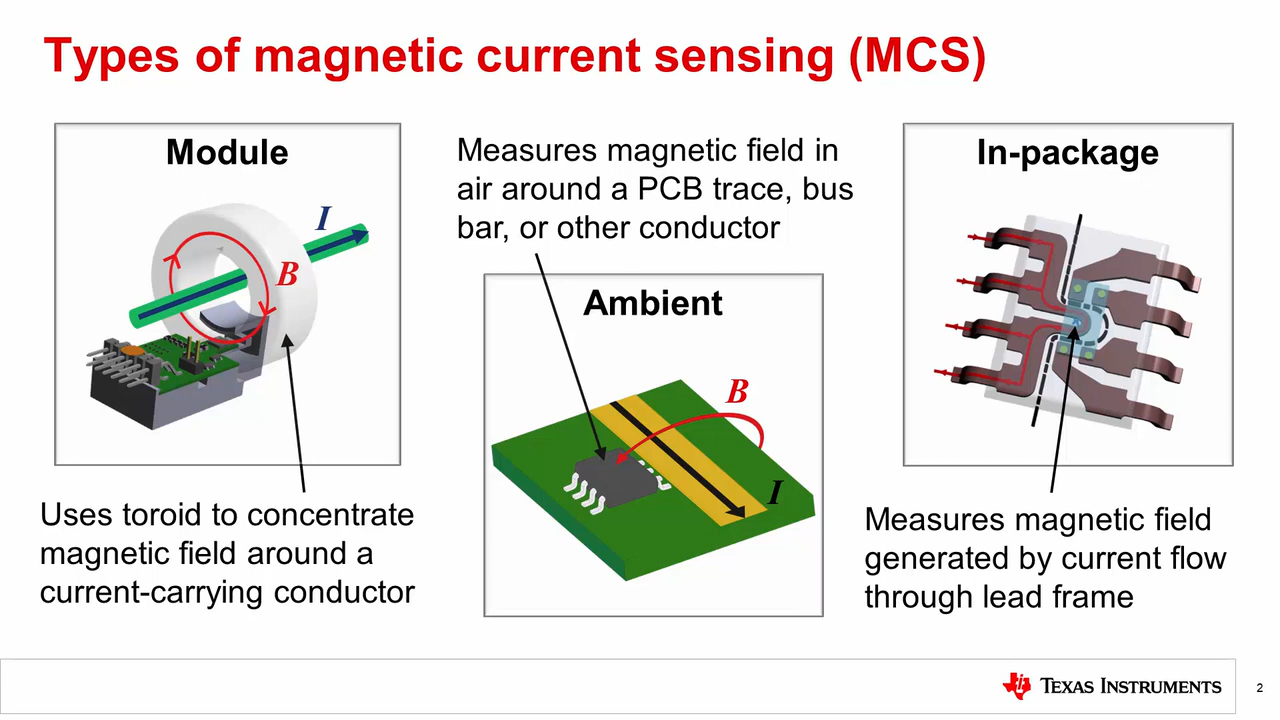 Types of magnetic current sensing (MCS)
Module
I
B
Uses toroid to concentrate
magnetic field around a
current-carrying conductor
Measures magnetic field in
air around a PCB trace, bus
bar, or other conductor
Ambient
B
I
In-package
Measures magnetic field
generated by current flow
through lead frame
TEXAS INSTRUMENTS
2